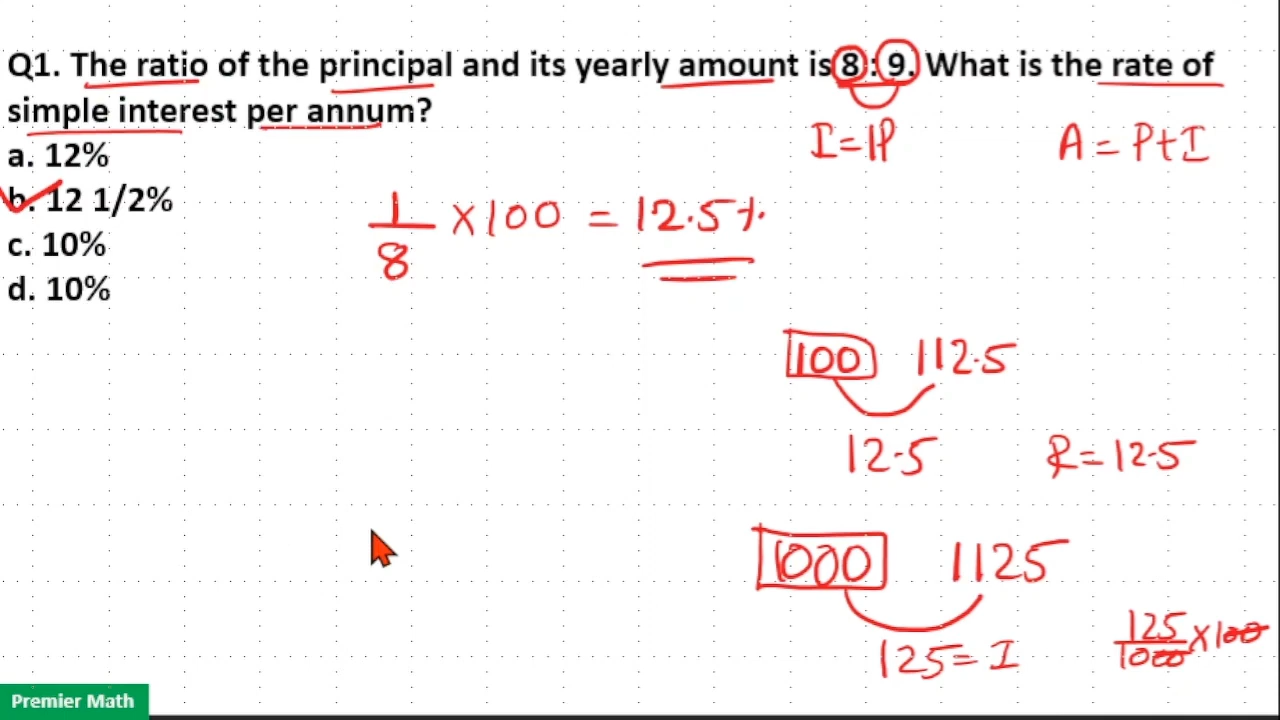 Q1. The ratio of the principal and its yearly amount is 8 : 9. What is the rate of
simple interest per annum?
a. 12%
b. 12 1/2%
c. 10%
d. 10%
I = 1P
A = P+I
1/8 × 100 = 12.5%
100 112.5
12.5 R = 12.5
1000 1125
125 = I
125/1000 × 100
Premier Math